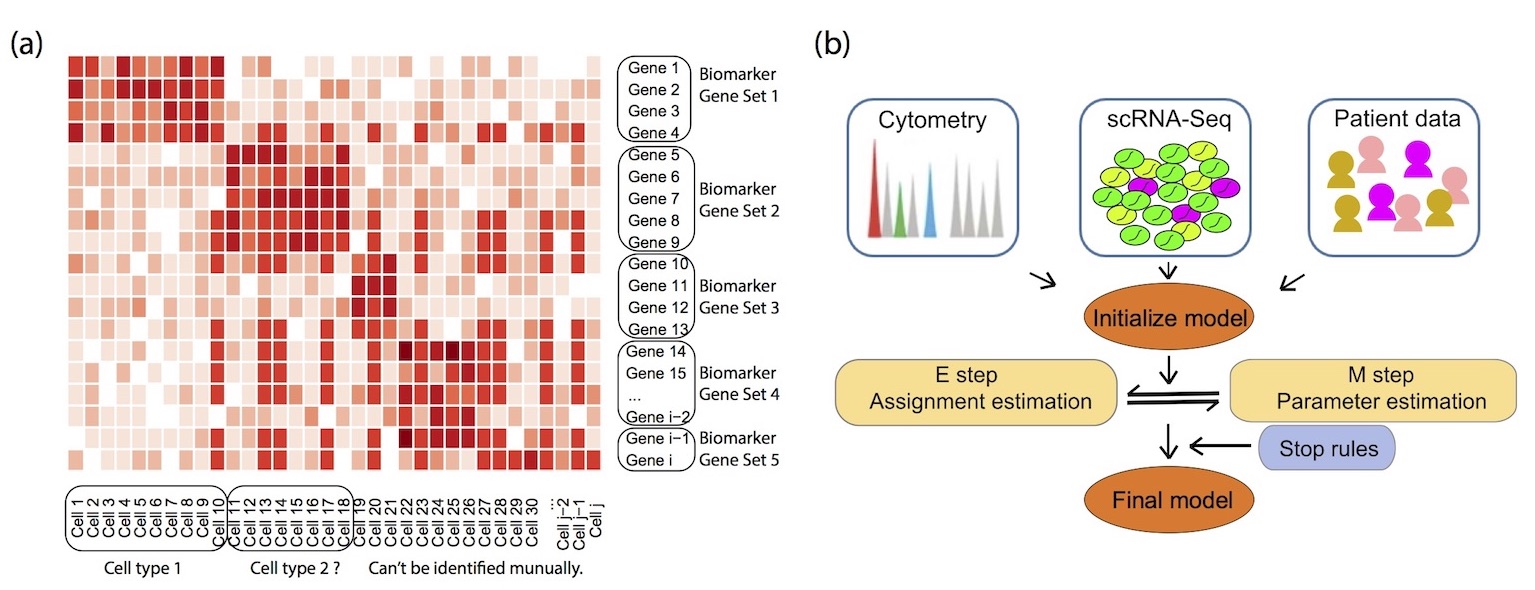 (a)
Gene 1
Gene 2
Gene 3
Gene 4
Gene 5
Gene 6
Gene 7
Gene 8
Gene 9
Gene 10
Gene 11
Gene 12
Gene 13
Gene 14
Gene 15
...
Gene i−2
Gene i−1
Gene i
Biomarker
Gene Set 1
Biomarker
Gene Set 2
Biomarker
Gene Set 3
Biomarker
Gene Set 4
Biomarker
Gene Set 5
Cell 1
Cell 2
Cell 3
Cell 4
Cell 5
Cell 6
Cell 7
Cell 8
Cell 9
Cell 10
Cell 11
Cell 12
Cell 13
Cell 14
Cell 15
Cell 16
Cell 17
Cell 18
Cell 19
Cell 20
Cell 21
Cell 22
Cell 23
Cell 24
Cell 25
Cell 26
Cell 27
Cell 28
Cell 29
Cell 30
...
Cell j−2
Cell j−1
Cell j
Cell type 1
Cell type 2 ?
Can't be identified munually.
(b)
Cytometry
scRNA-Seq
Patient data
Initialize model
E step
Assignment estimation
M step
Parameter estimation
Stop rules
Final model